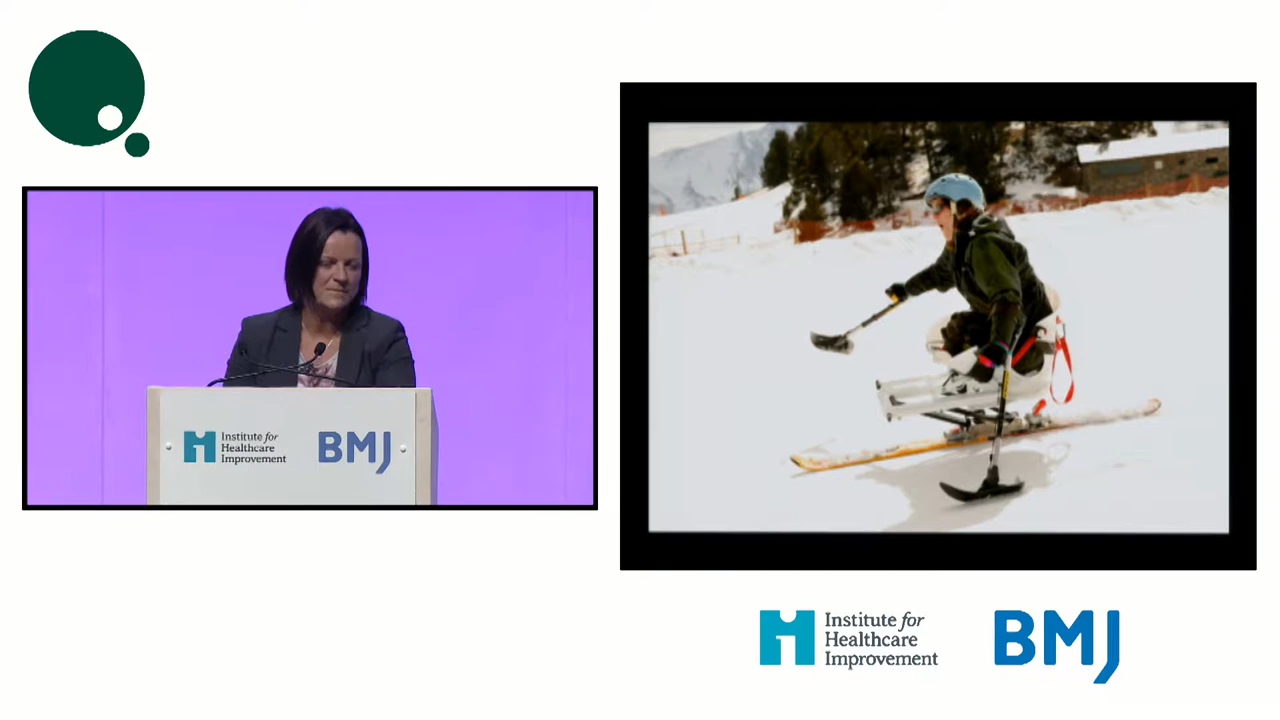 Institute for
Healthcare
Improvement
BMJ
Institute for
Healthcare
Improvement
BMJ